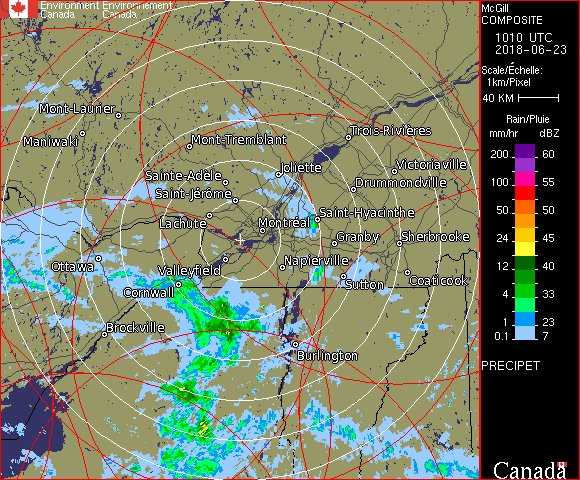 Environment Environnement
Canada Canada
McGill
COMPOSITE
1010 UTC
2018-06-23
Scale/Échelle:
1km/Pixel
40 KM
Rain/Pluie
mm/hr dBZ
200 60
100 55
50 50
24 45
12 40
4 33
1 23
0.1 7
PRECIPET
Canada
Mont-Laurier
Maniwaki
Mont-Tremblant
Trois-Rivières
Sainte-Adèle
Joliette
Victoriaville
Saint-Jérôme
Drummondville
Lachute
Montréal
Saint-Hyacinthe
Granby
Sherbrooke
Ottawa
Valleyfield
Napierville
Cornwall
Sutton
Coaticook
Brockville
Burlington